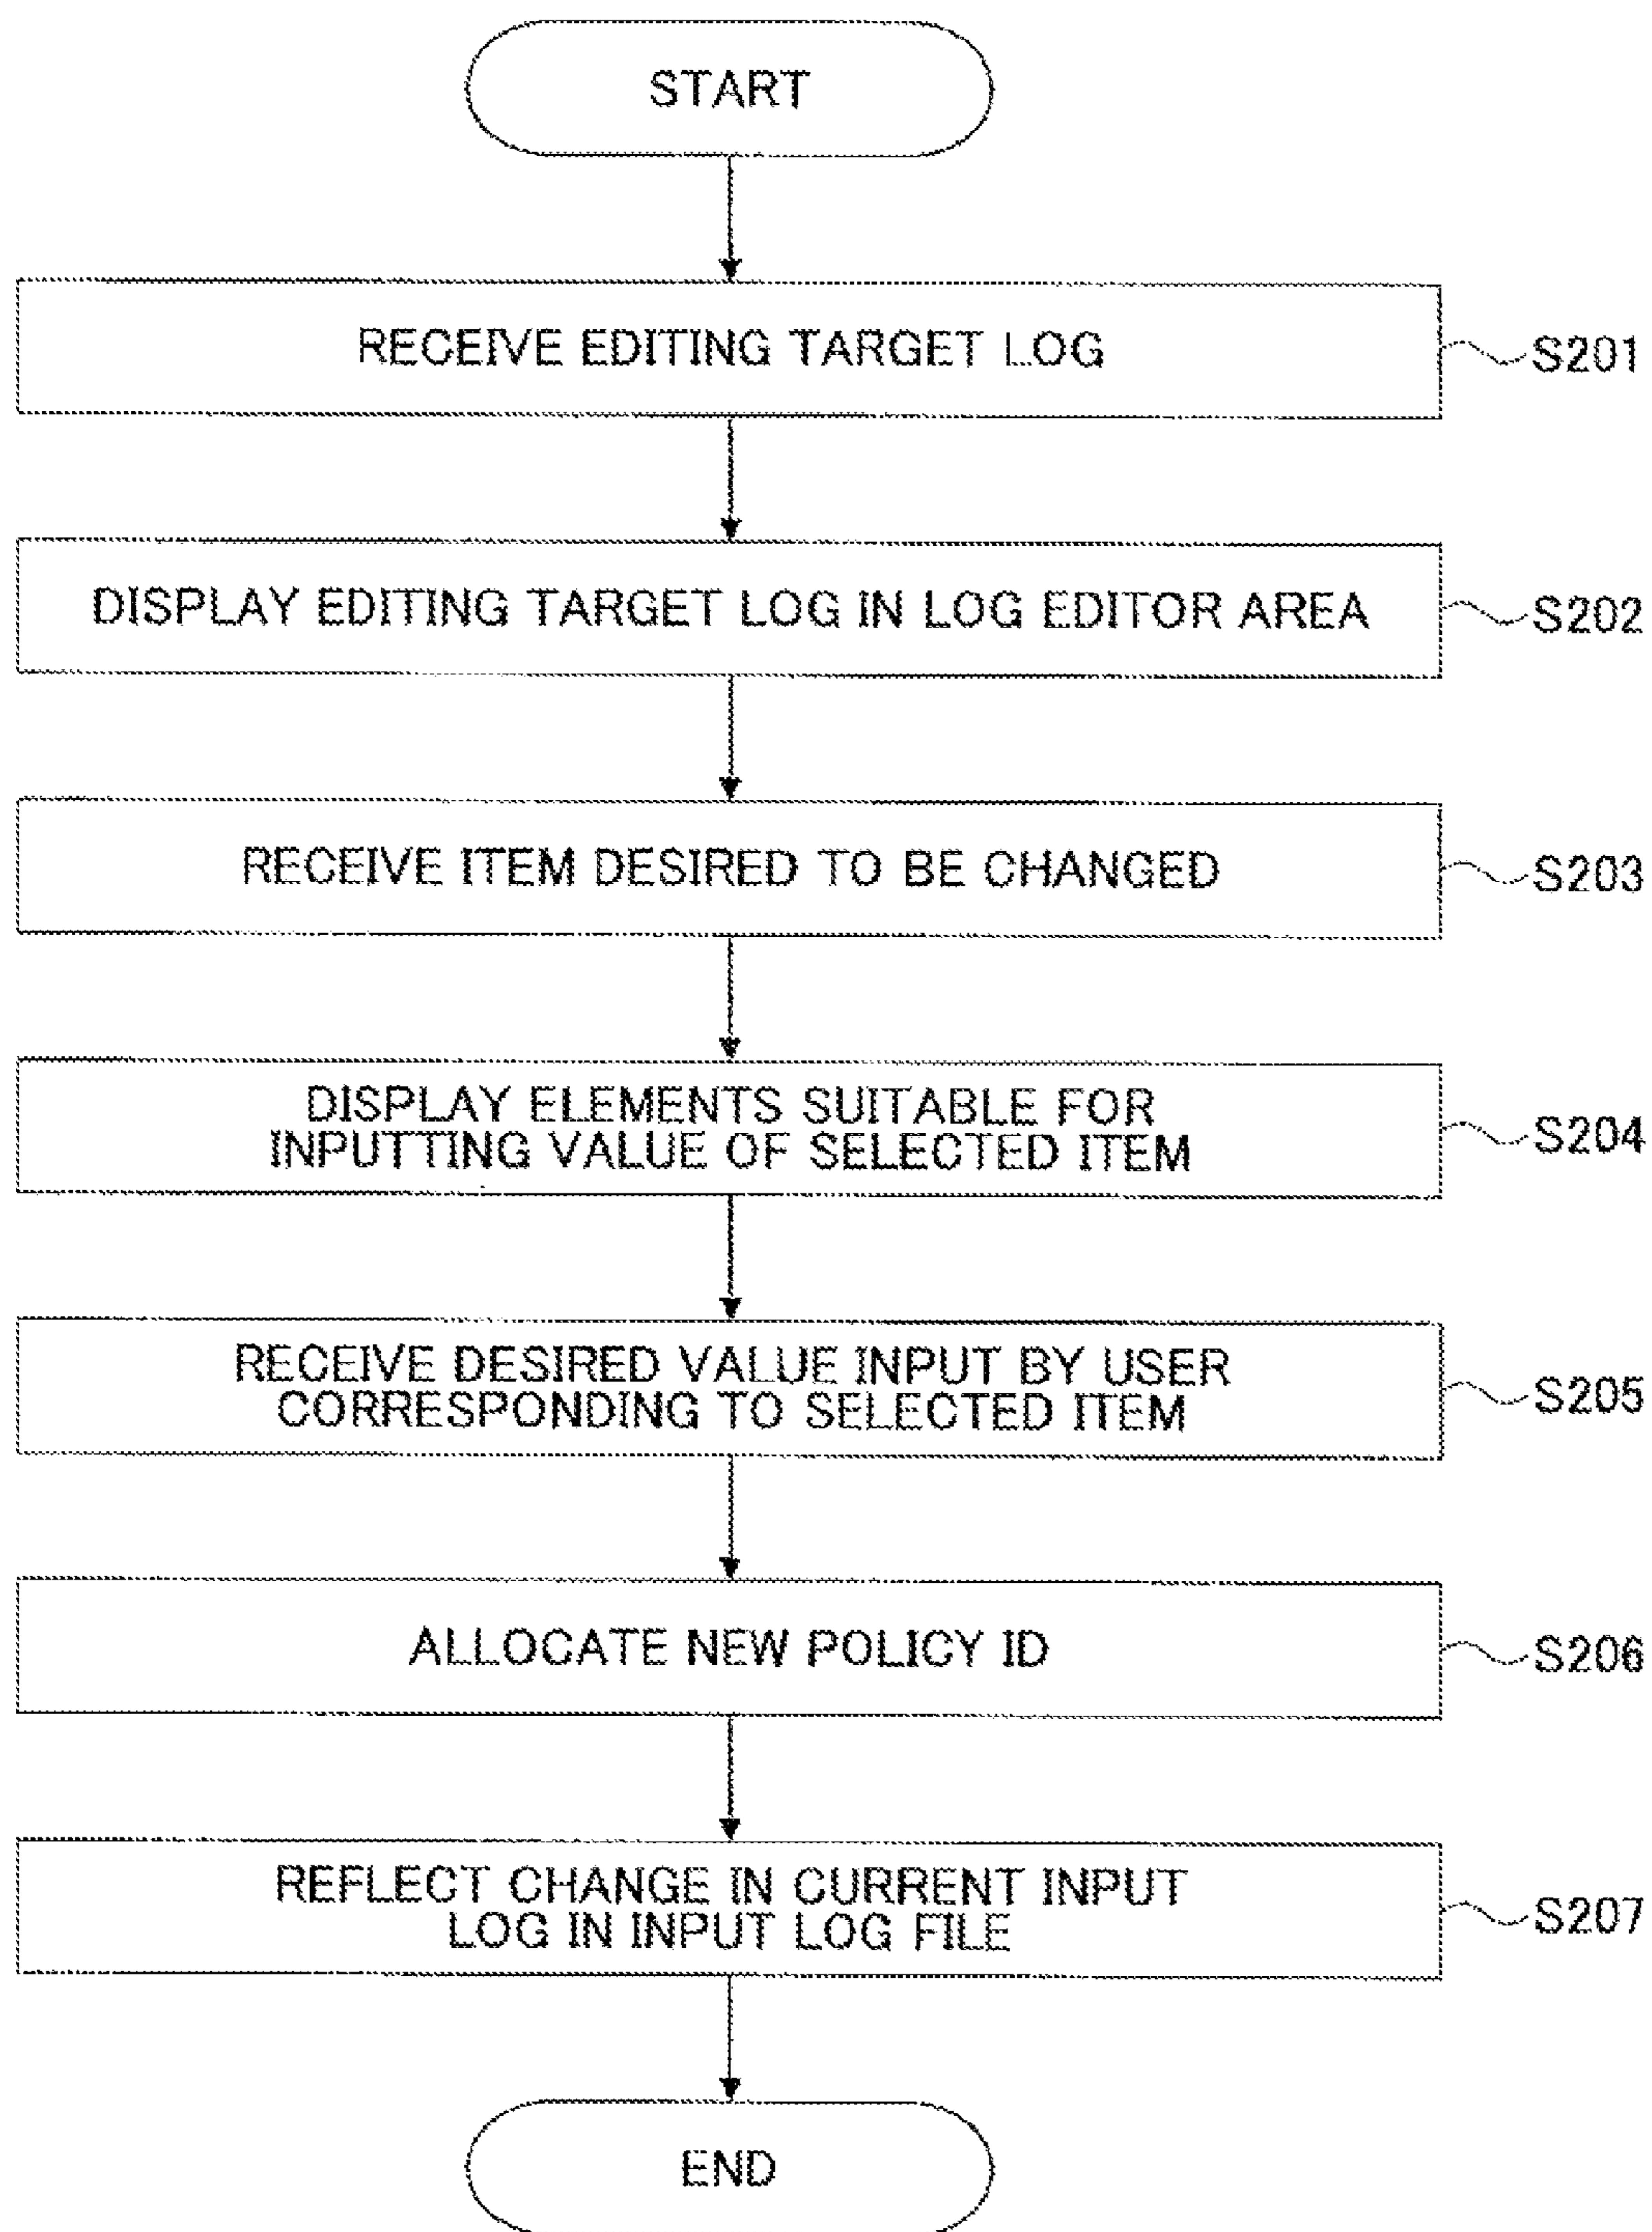 START
RECEIVE EDITING TARGET LOG
S201
DISPLAY EDITING TARGET LOG IN LOG EDITOR AREA
S202
RECEIVE ITEM DESIRED TO BE CHANGED
S203
DISPLAY ELEMENTS SUITABLE FOR
INPUTTING VALUE OF SELECTED ITEM
S204
RECEIVE DESIRED VALUE INPUT BY USER
CORRESPONDING TO SELECTED ITEM
S205
ALLOCATE NEW POLICY ID
S206
REFLECT CHANGE IN CURRENT INPUT
LOG IN INPUT LOG FILE
S207
END